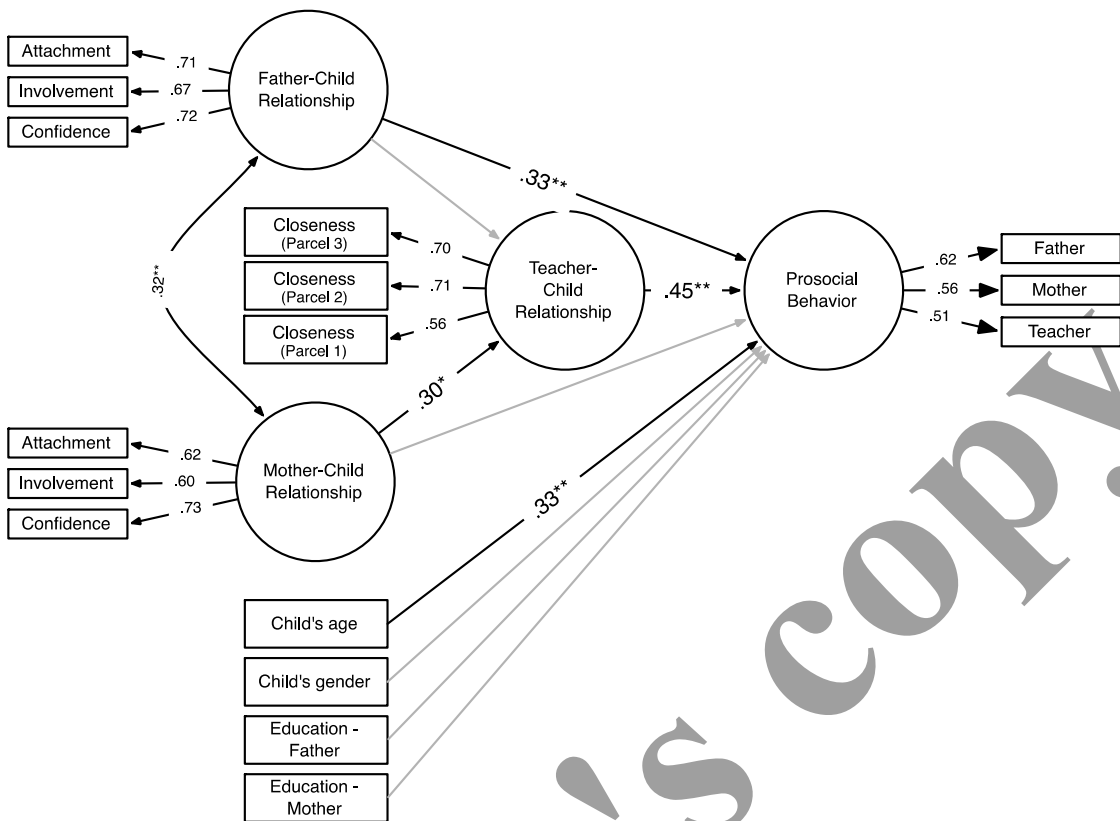 Attachment
Involvement
Confidence
.71
.67
.72
Father-Child
Relationship
.33**
.32**
Closeness
(Parcel 3)
Closeness
(Parcel 2)
Closeness
(Parcel 1)
.70
.71
.56
Teacher-
Child
Relationship
.45**
Prosocial
Behavior
.62
.56
.51
Father
Mother
Teacher
.30*
Attachment
Involvement
Confidence
.62
.60
.73
Mother-Child
Relationship
.33**
Child's age
Child's gender
Education -
Father
Education -
Mother
's copy